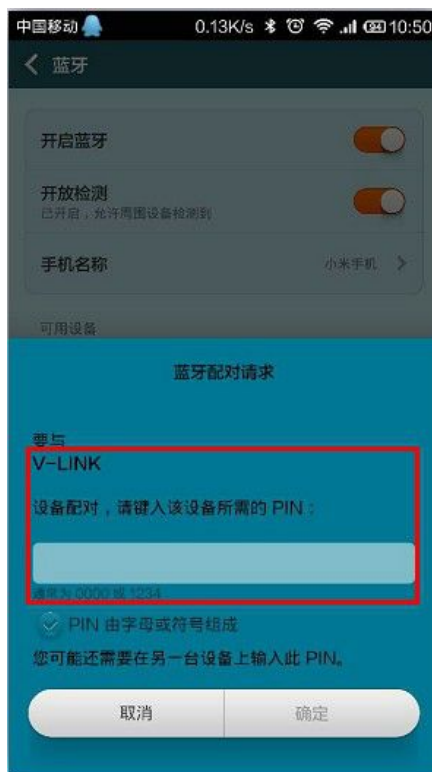 中国移动 0.13K/s 94 10:50
蓝牙
开启蓝牙
开放检测
已开启，允许周围设备检测到
手机名称 小米手机
可用设备
蓝牙配对请求
要与
V-LINK
设备配对，请键入该设备所需的 PIN：
通常为 0000 或 1234
PIN 由字母或符号组成
您可能还需要在另一台设备上输入此 PIN。
取消 确定